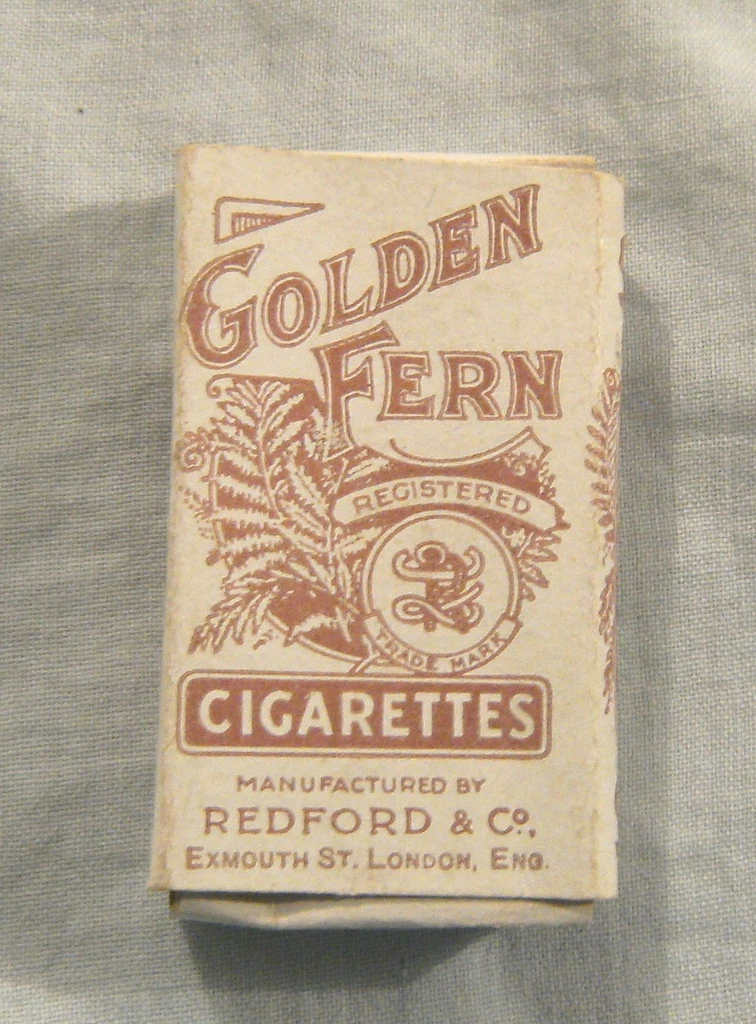 GOLDEN
FERN
REGISTERED
TRADE MARK
CIGARETTES
MANUFACTURED BY
REDFORD & Co.,
EXMOUTH ST. LONDON, ENG.